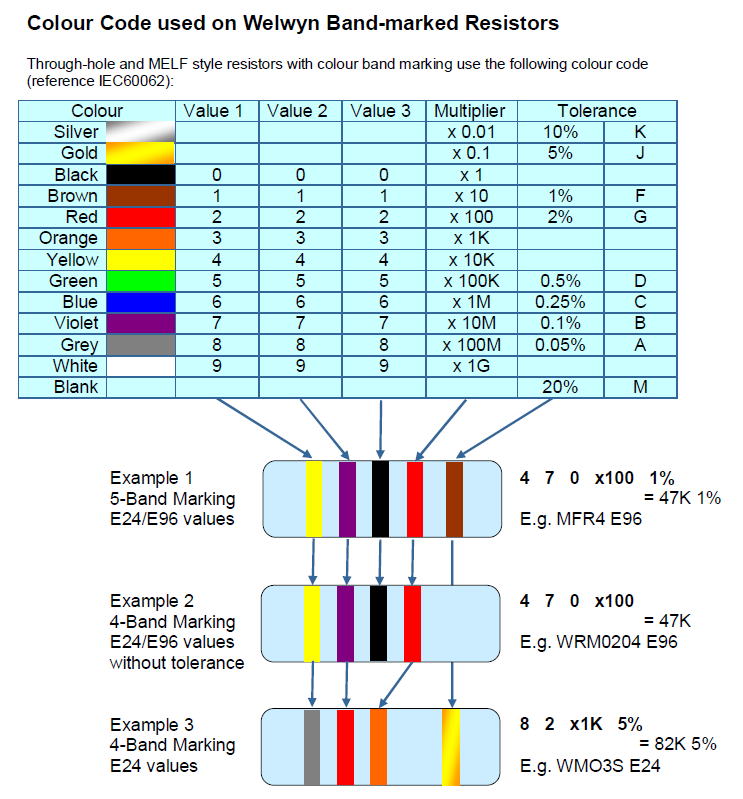 Colour Code used on Welwyn Band-marked Resistors
Through-hole and MELF style resistors with colour band marking use the following colour code
(reference IEC60062):
Colour Value 1 Value 2 Value 3 Multiplier Tolerance
Silver x 0.01 10% K
Gold x 0.1 5% J
Black 0 0 0 x 1
Brown 1 1 1 x 10 1% F
Red 2 2 2 x 100 2% G
Orange 3 3 3 x 1K
Yellow 4 4 4 x 10K
Green 5 5 5 x 100K 0.5% D
Blue 6 6 6 x 1M 0.25% C
Violet 7 7 7 x 10M 0.1% B
Grey 8 8 8 x 100M 0.05% A
White 9 9 9 x 1G
Blank 20% M
Example 1 4 7 0 x100 1%
5-Band Marking = 47K 1%
E24/E96 values E.g. MFR4 E96
Example 2 4 7 0 x100
4-Band Marking = 47K
E24/E96 values E.g. WRM0204 E96
without tolerance
Example 3 8 2 x1K 5%
4-Band Marking = 82K 5%
E24 values E.g. WMO3S E24